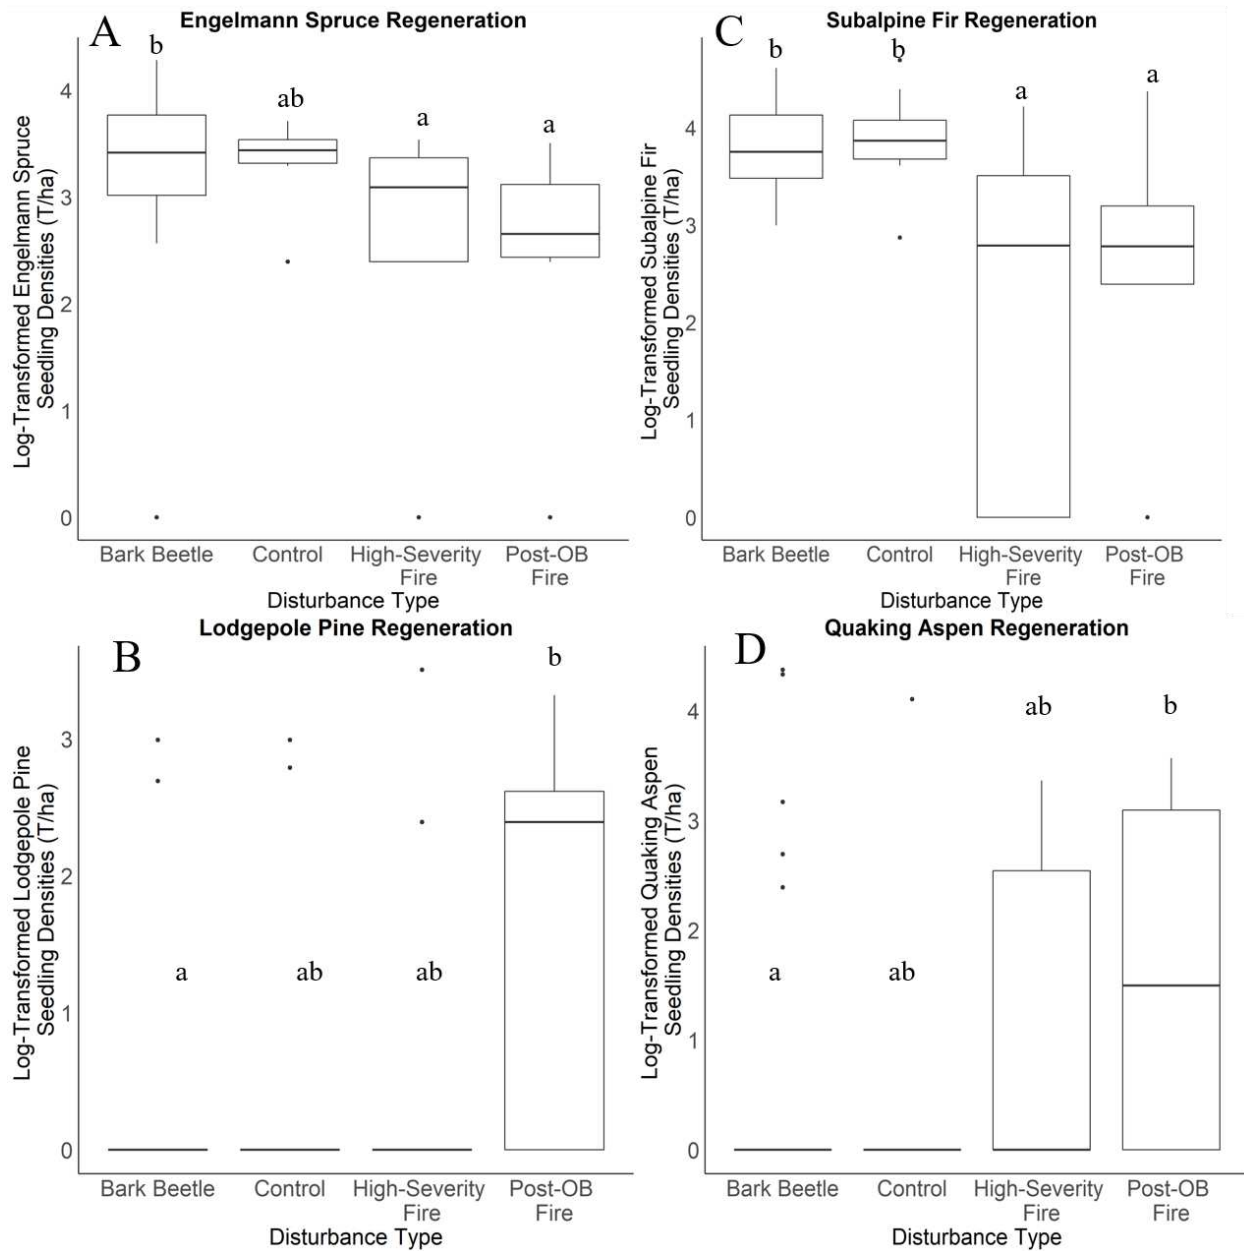 A
Engelmann Spruce Regeneration
Log-Transformed Engelmann Spruce
Seedling Densities (T/ha)
4
3
2
1
0
b
ab
a
a
Bark Beetle
Control
High-Severity
Fire
Post-OB
Fire
Disturbance Type
C
Subalpine Fir Regeneration
Log-Transformed Subalpine Fir
Seedling Densities (T/ha)
4
3
2
1
0
b
b
a
a
Bark Beetle
Control
High-Severity
Fire
Post-OB
Fire
Disturbance Type
B
Lodgepole Pine Regeneration
Log-Transformed Lodgepole Pine
Seedling Densities (T/ha)
3
2
1
0
a
ab
ab
b
Bark Beetle
Control
High-Severity
Fire
Post-OB
Fire
Disturbance Type
D
Quaking Aspen Regeneration
Log-Transformed Quaking Aspen
Seedling Densities (T/ha)
4
3
2
1
0
a
ab
ab
b
Bark Beetle
Control
High-Severity
Fire
Post-OB
Fire
Disturbance Type